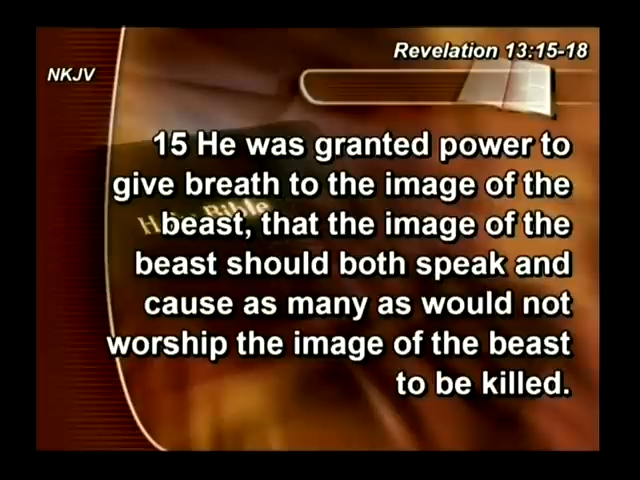 Revelation 13:15-18
NKJV
15 He was granted power to
give breath to the image of the
Holy Bible
beast, that the image of the
beast should both speak and
cause as many as would not
worship the image of the beast
to be killed.